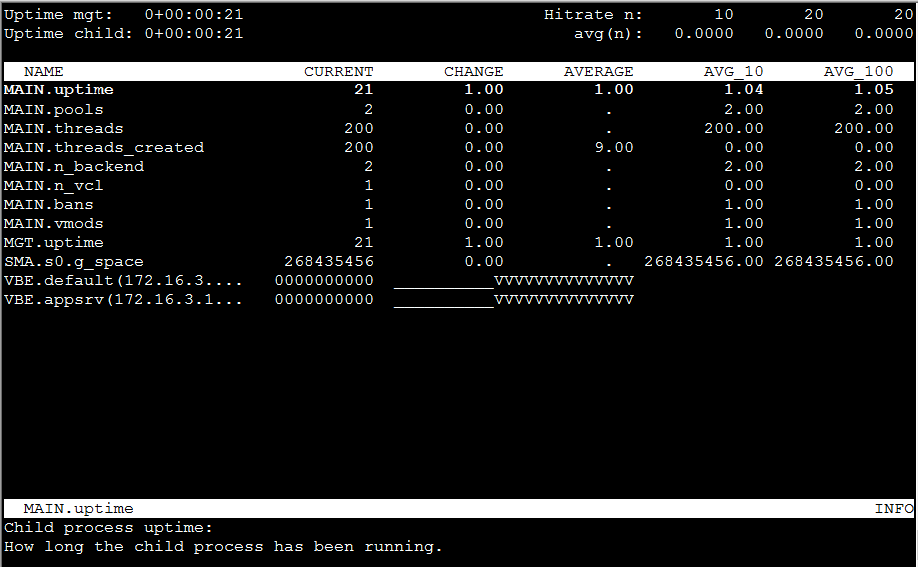 Uptime mgt:   0+00:00:21                              Hitrate n:       10       20       20
Uptime child: 0+00:00:21                                 avg(n):   0.0000   0.0000   0.0000
  NAME                        CURRENT       CHANGE      AVERAGE       AVG_10      AVG_100
MAIN.uptime                        21         1.00         1.00         1.04         1.05
MAIN.pools                          2         0.00            .         2.00         2.00
MAIN.threads                      200         0.00            .       200.00       200.00
MAIN.threads_created              200         0.00         9.00         0.00         0.00
MAIN.n_backend                      2         0.00            .         2.00         2.00
MAIN.n_vcl                          1         0.00            .         0.00         0.00
MAIN.bans                           1         0.00            .         1.00         1.00
MAIN.vmods                          1         0.00            .         1.00         1.00
MGT.uptime                         21         1.00         1.00         1.00         1.00
SMA.s0.g_space              268435456         0.00            . 268435456.00 268435456.00
VBE.default(172.16.3....   0000000000  __________VVVVVVVVVVVVVV
VBE.appsrv(172.16.3.1...   0000000000  __________VVVVVVVVVVVVVV
  MAIN.uptime                                                                          INFO
Child process uptime:
How long the child process has been running.